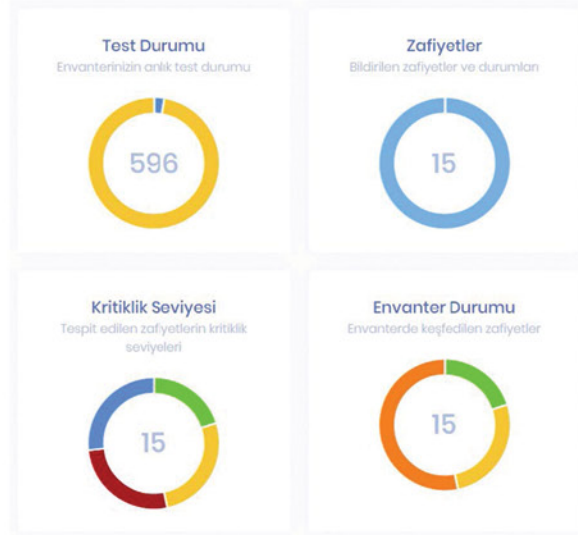 Test Durumu
Envanterinizin anlık test durumu
596
Zafiyetler
Bildirilen zafiyetler ve durumları
15
Kritiklik Seviyesi
Tespit edilen zafiyetlerin kritiklik
seviyeleri
15
Envanter Durumu
Envanterde keşfedilen zafiyetler
15